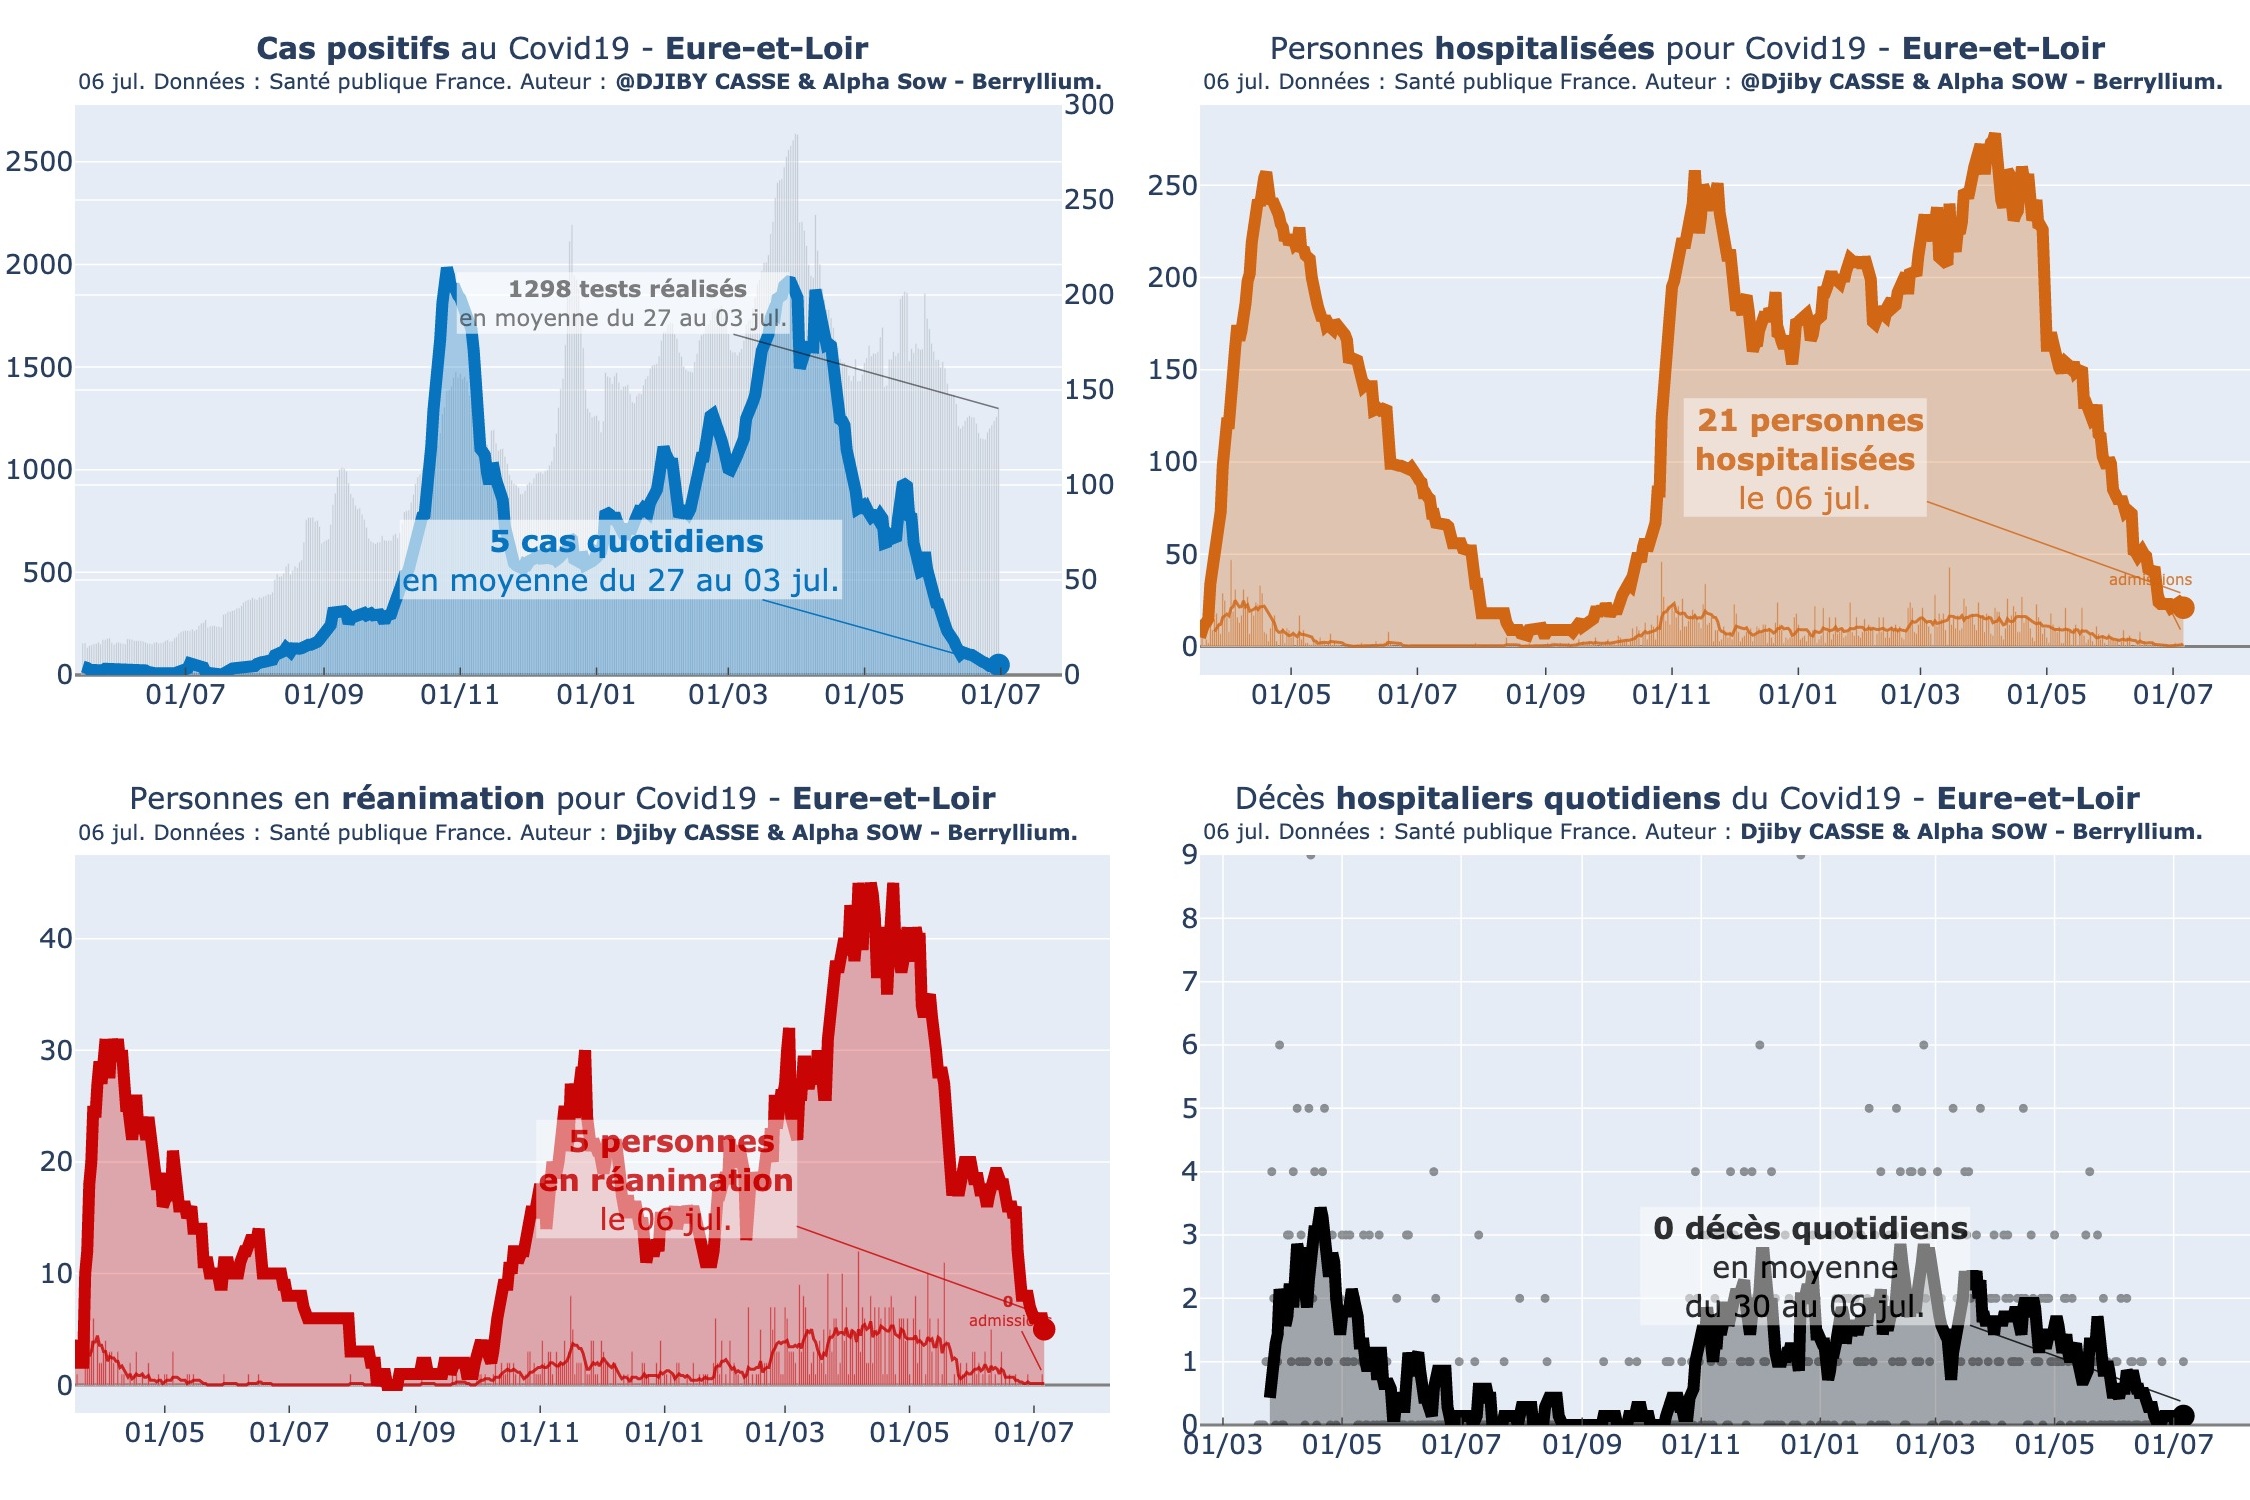 Cas positifs au Covid19 - Eure-et-Loir
06 jul. Données : Santé publique France. Auteur : @DJIBY CASSE & Alpha Sow - Berryllium.
300
2500
250
2000
200
1500
150
1000
100
500
50
0
0
1298 tests réalisés
en moyenne du 27 au 03 jul.
5 cas quotidiens
en moyenne du 27 au 03 jul.
01/07 01/09 01/11 01/01 01/03 01/05 01/07
Personnes hospitalisées pour Covid19 - Eure-et-Loir
06 jul. Données : Santé publique France. Auteur : @Djiby CASSE & Alpha SOW - Berryllium.
250
200
150
100
50
0
21 personnes
hospitalisées
le 06 jul.
admissions
01/05 01/07 01/09 01/11 01/01 01/03 01/05 01/07
Personnes en réanimation pour Covid19 - Eure-et-Loir
06 jul. Données : Santé publique France. Auteur : Djiby CASSE & Alpha SOW - Berryllium.
40
30
20
10
0
5 personnes
en réanimation
le 06 jul.
0
admissions
01/05 01/07 01/09 01/11 01/01 01/03 01/05 01/07
Décès hospitaliers quotidiens du Covid19 - Eure-et-Loir
06 jul. Données : Santé publique France. Auteur : Djiby CASSE & Alpha SOW - Berryllium.
9
8
7
6
5
4
3
2
1
0
0 décès quotidiens
en moyenne
du 30 au 06 jul.
01/03 01/05 01/07 01/09 01/11 01/01 01/03 01/05 01/07